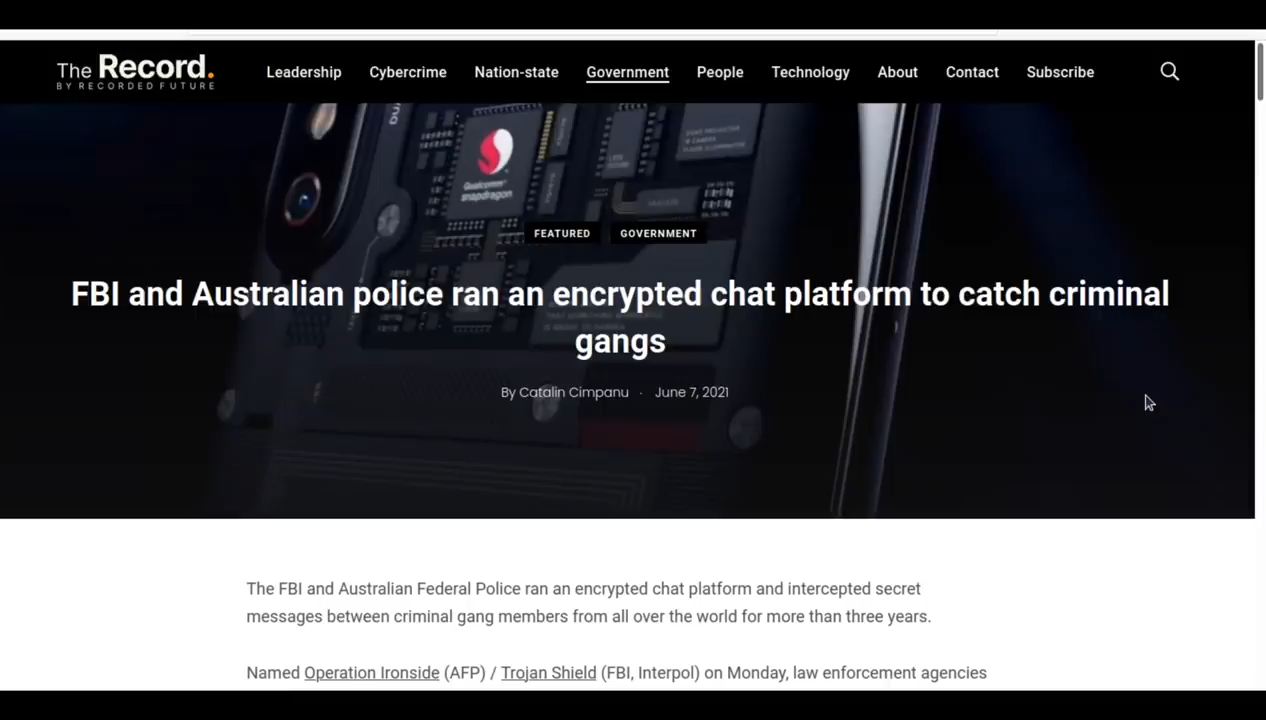 The Record.
BY RECORDED FUTURE
Leadership Cybercrime Nation-state Government People Technology About Contact Subscribe
Qualcomm
snapdragon
FEATURED GOVERNMENT
FBI and Australian police ran an encrypted chat platform to catch criminal
gangs
By Catalin Cimpanu · June 7, 2021
The FBI and Australian Federal Police ran an encrypted chat platform and intercepted secret
messages between criminal gang members from all over the world for more than three years.
Named Operation Ironside (AFP) / Trojan Shield (FBI, Interpol) on Monday, law enforcement agencies